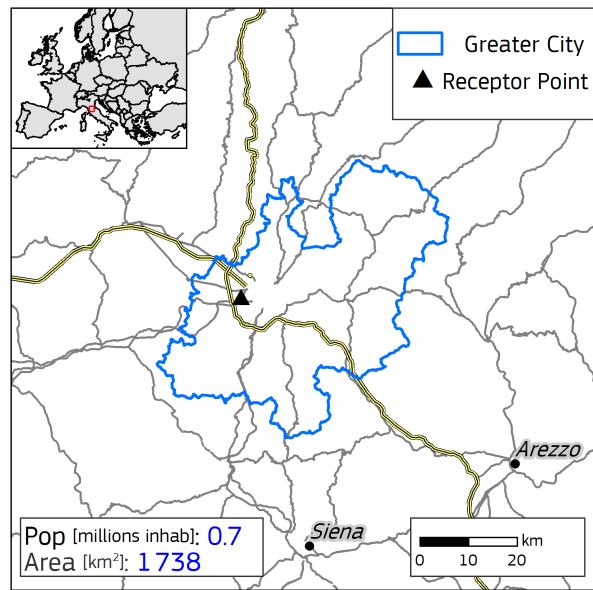 Greater City
Receptor Point
Arezzo
Siena
Pop [millions inhab]: 0.7
Area [km²]: 1738
km
0 10 20